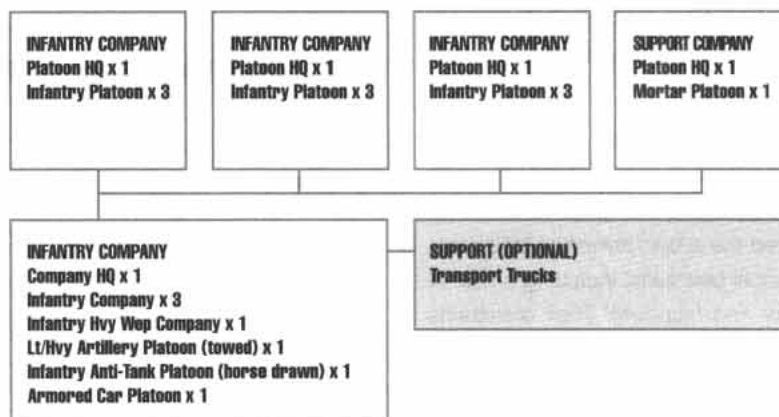 INFANTRY COMPANY
Platoon HQ x 1
Infantry Platoon x 3
INFANTRY COMPANY
Platoon HQ x 1
Infantry Platoon x 3
INFANTRY COMPANY
Platoon HQ x 1
Infantry Platoon x 3
SUPPORT COMPANY
Platoon HQ x 1
Mortar Platoon x 1
INFANTRY COMPANY
Company HQ x 1
Infantry Company x 3
Infantry Hvy Wep Company x 1
Lt/Hvy Artillery Platoon (towed) x 1
Infantry Anti-Tank Platoon (horse drawn) x 1
Armored Car Platoon x 1
SUPPORT (OPTIONAL)
Transport Trucks